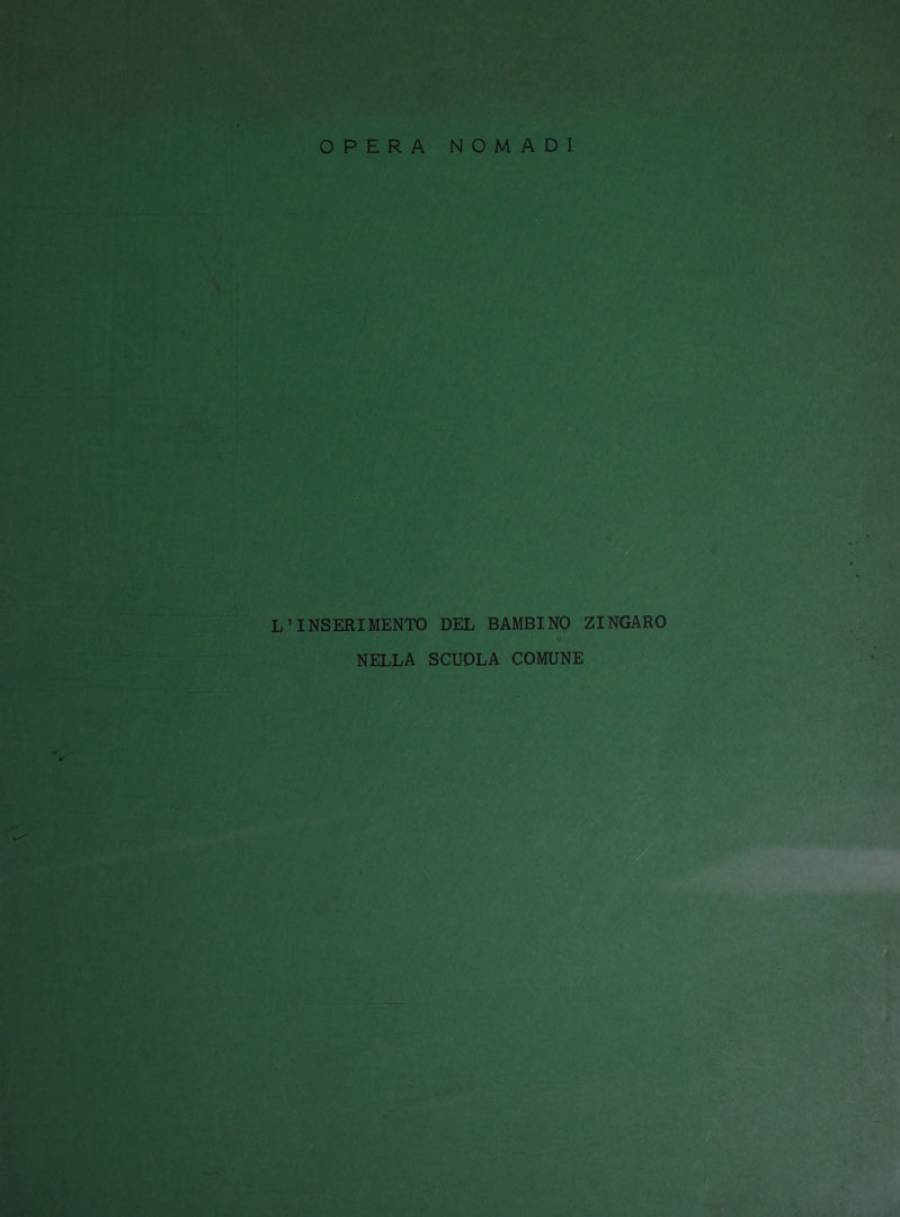 OPERA NOMADI
L'INSERIMENTO DEL BAMBINO ZINGARO
NELLA SCUOLA COMUNE